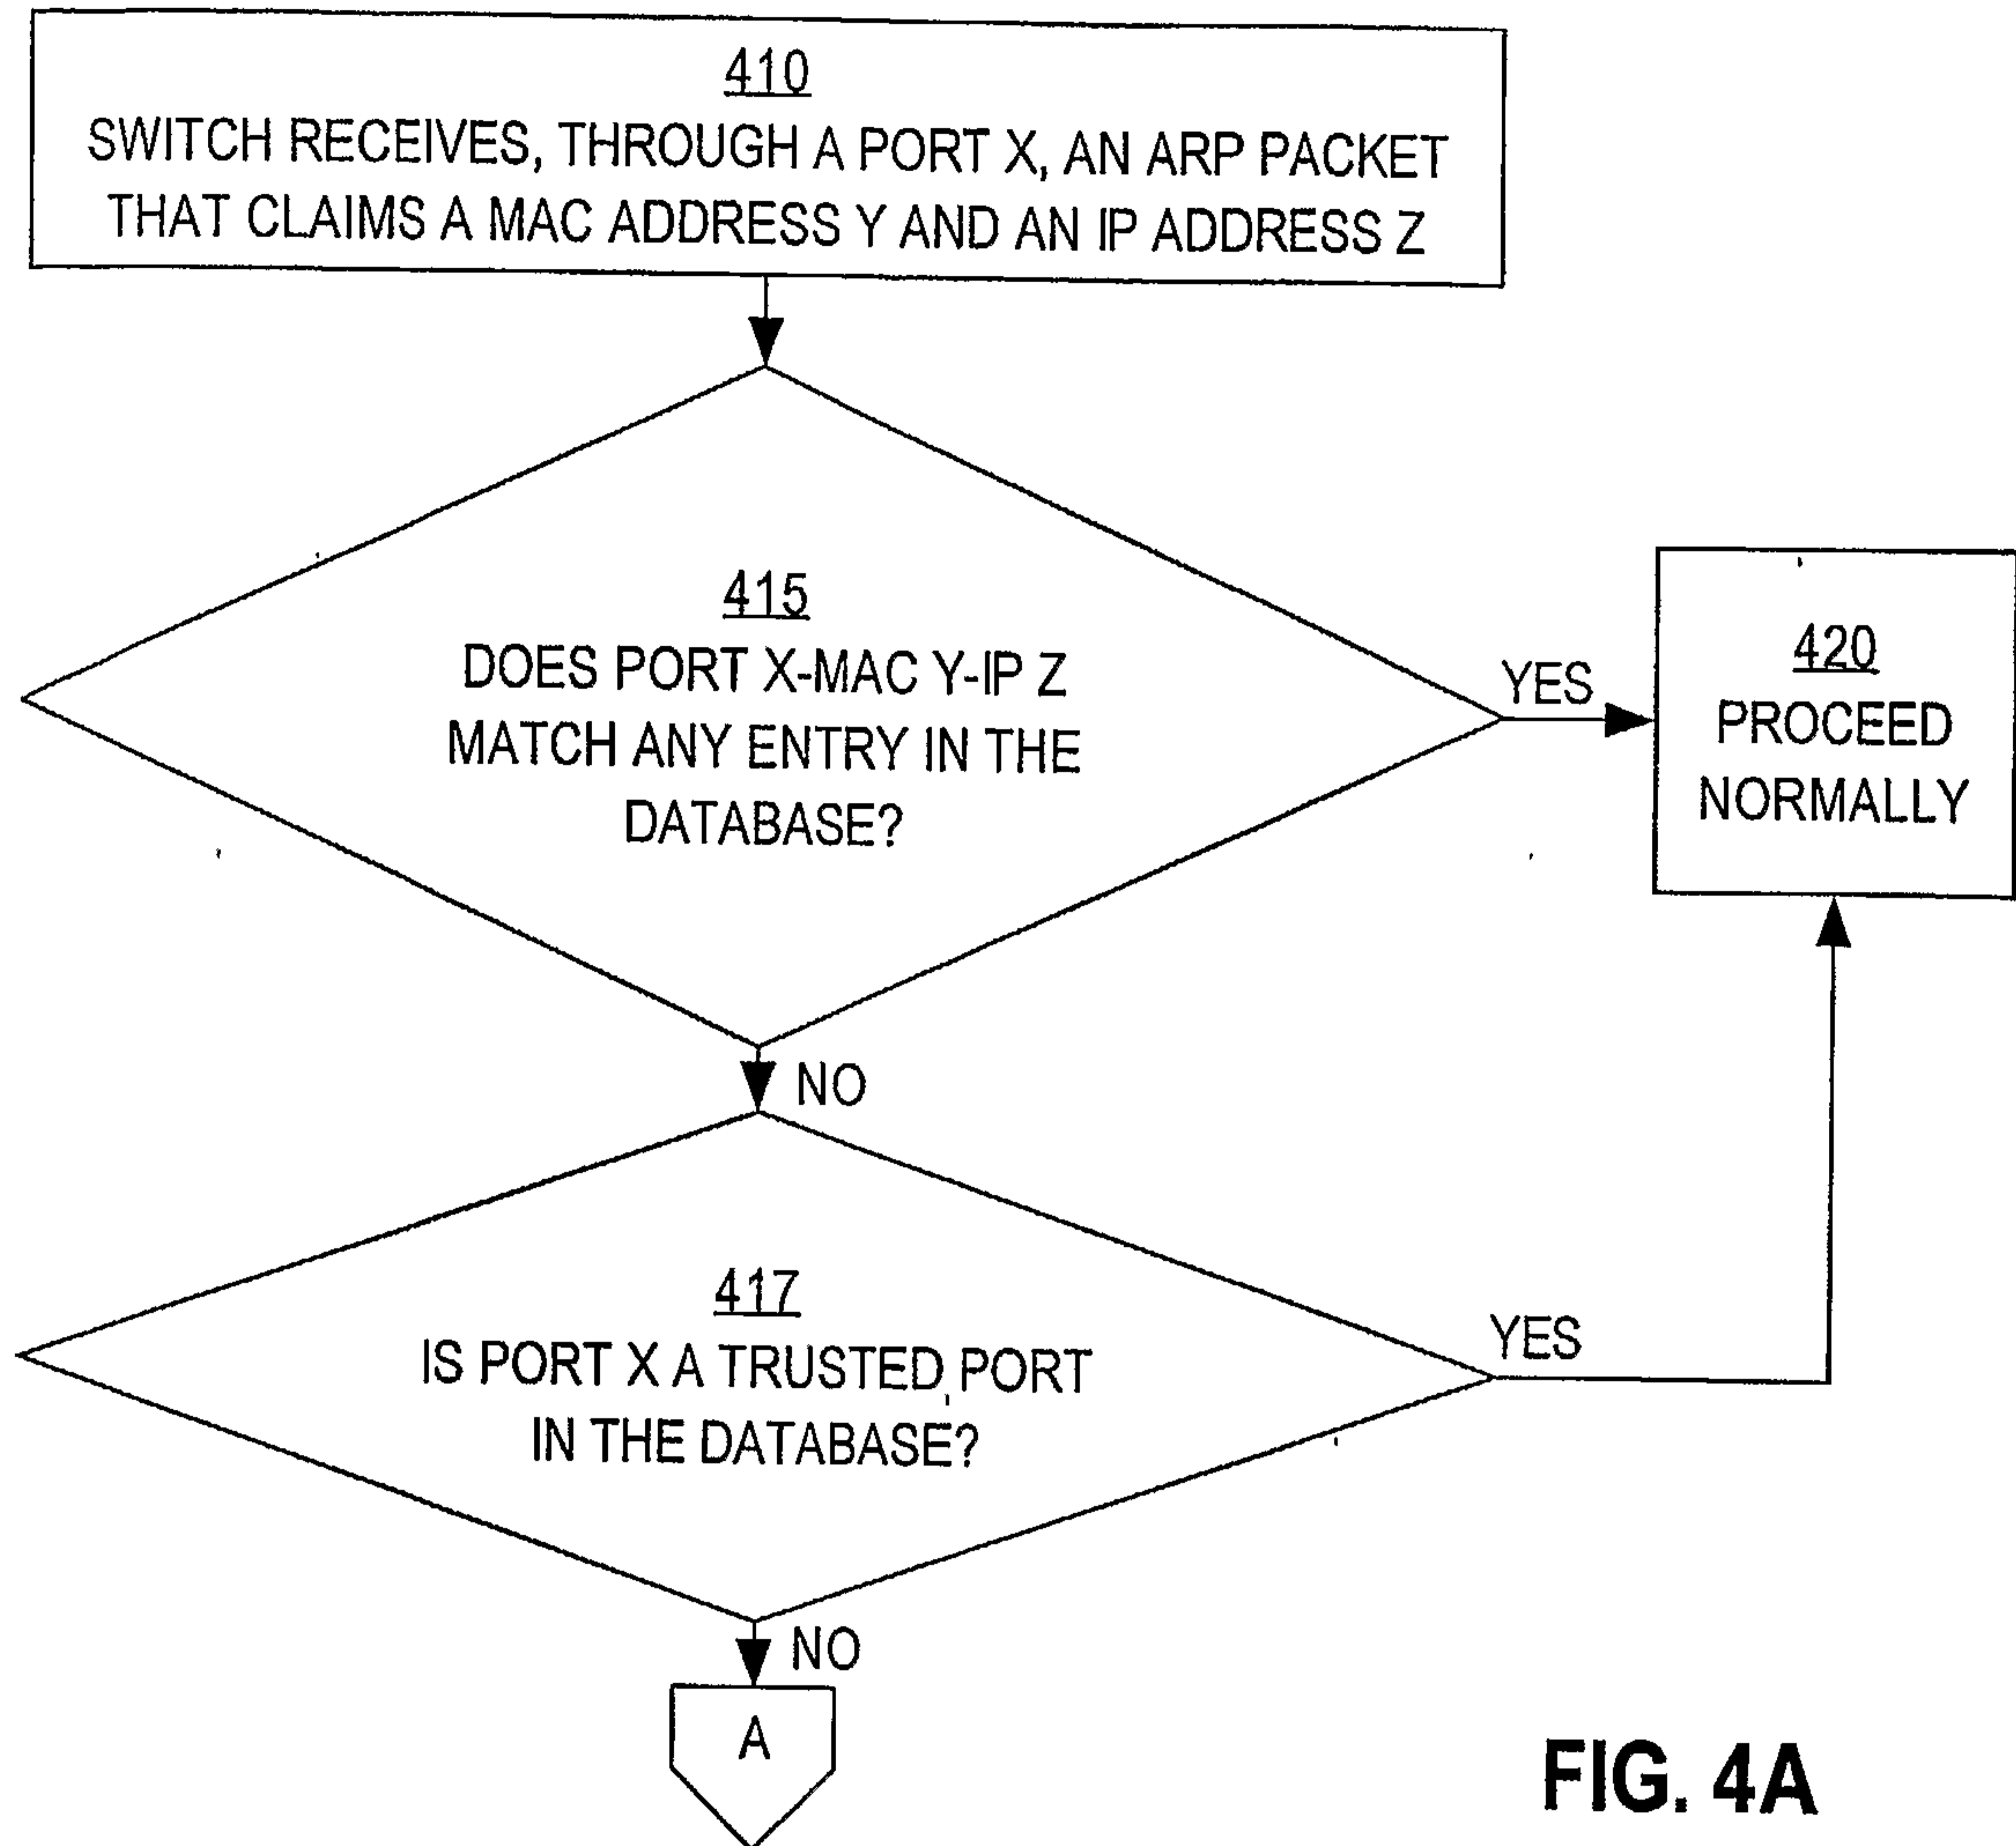 410
SWITCH RECEIVES, THROUGH A PORT X, AN ARP PACKET
THAT CLAIMS A MAC ADDRESS Y AND AN IP ADDRESS Z
415
DOES PORT X-MAC Y-IP Z
MATCH ANY ENTRY IN THE
DATABASE?
YES
420
PROCEED
NORMALLY
NO
417
IS PORT X A TRUSTED PORT
IN THE DATABASE?
YES
NO
A
FIG. 4A